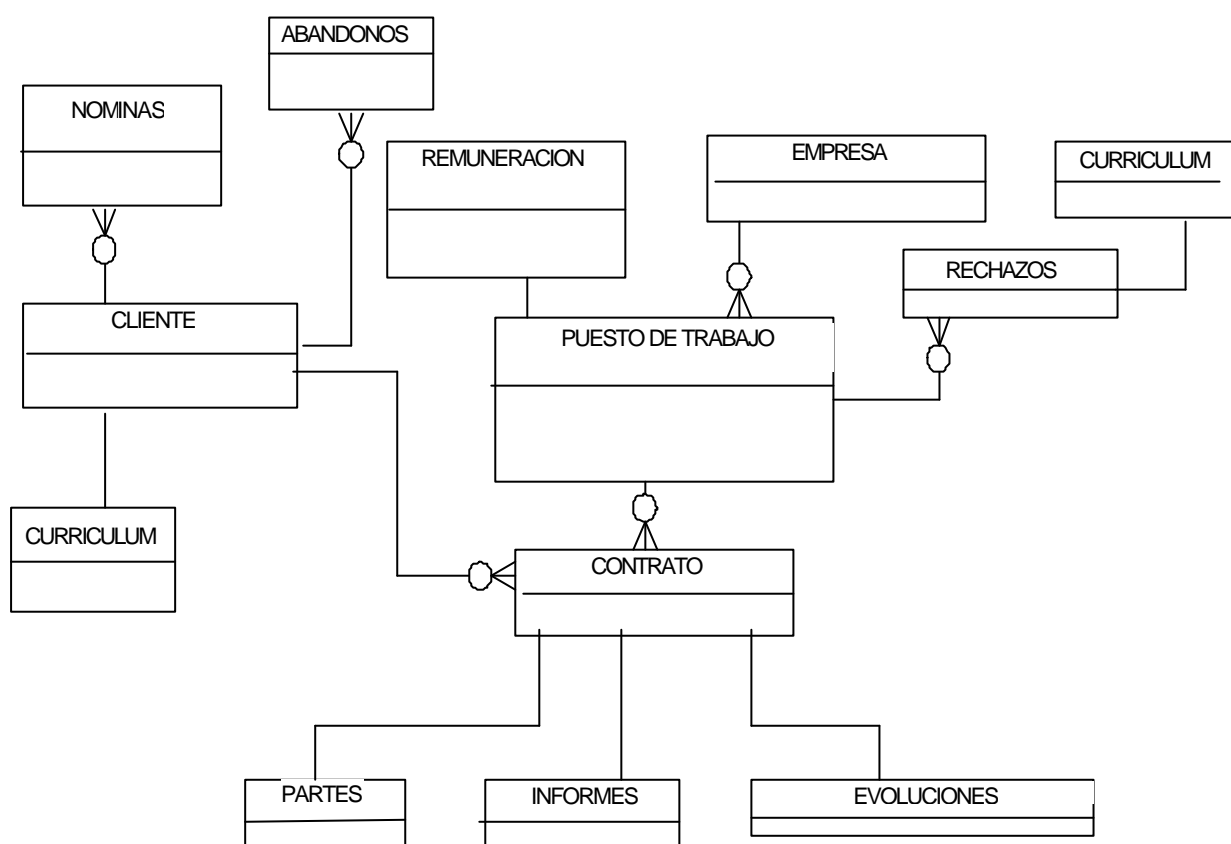 ABANDONOS
NOMINAS
REMUNERACION
EMPRESA
CURRICULUM
RECHAZOS
CLIENTE
PUESTO DE TRABAJO
CURRICULUM
CONTRATO
PARTES
INFORMES
EVOLUCIONES